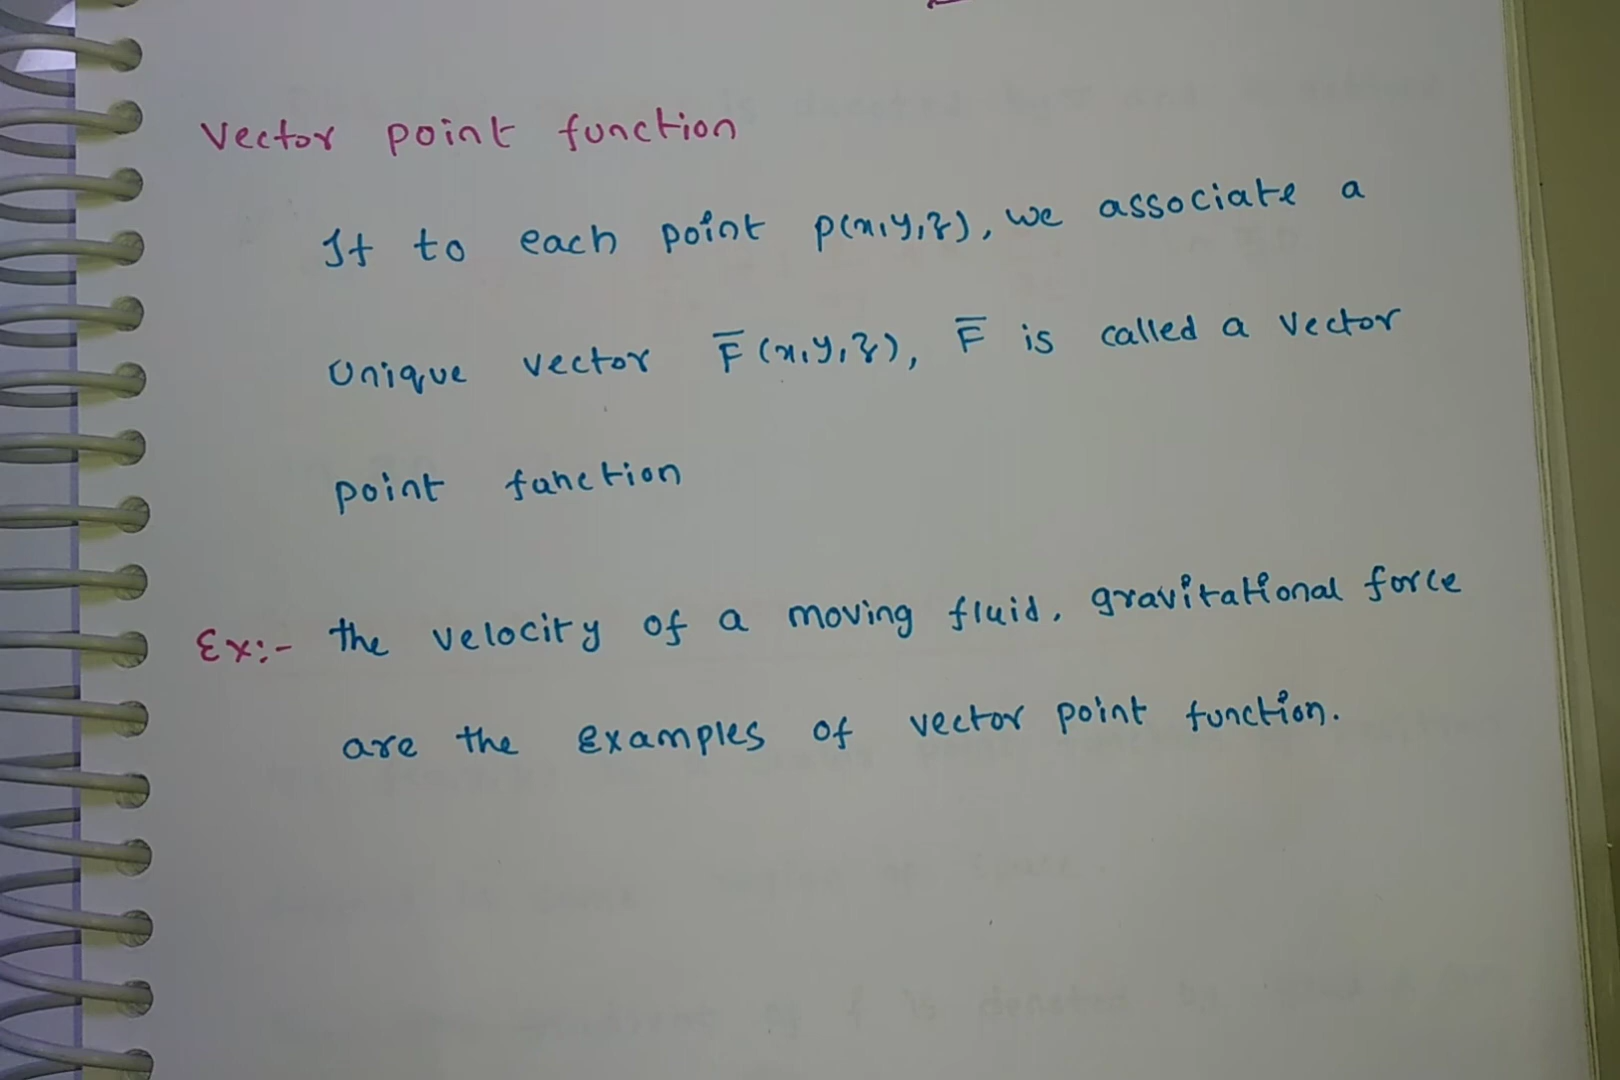 Vector point function
If to each point p(x,y,z), we associate a
Unique vector F̅(x,y,z), F̅ is called a vector
point fanction
Ex:- the velocity of a moving fluid, gravitational force
are the Examples of vector point function.